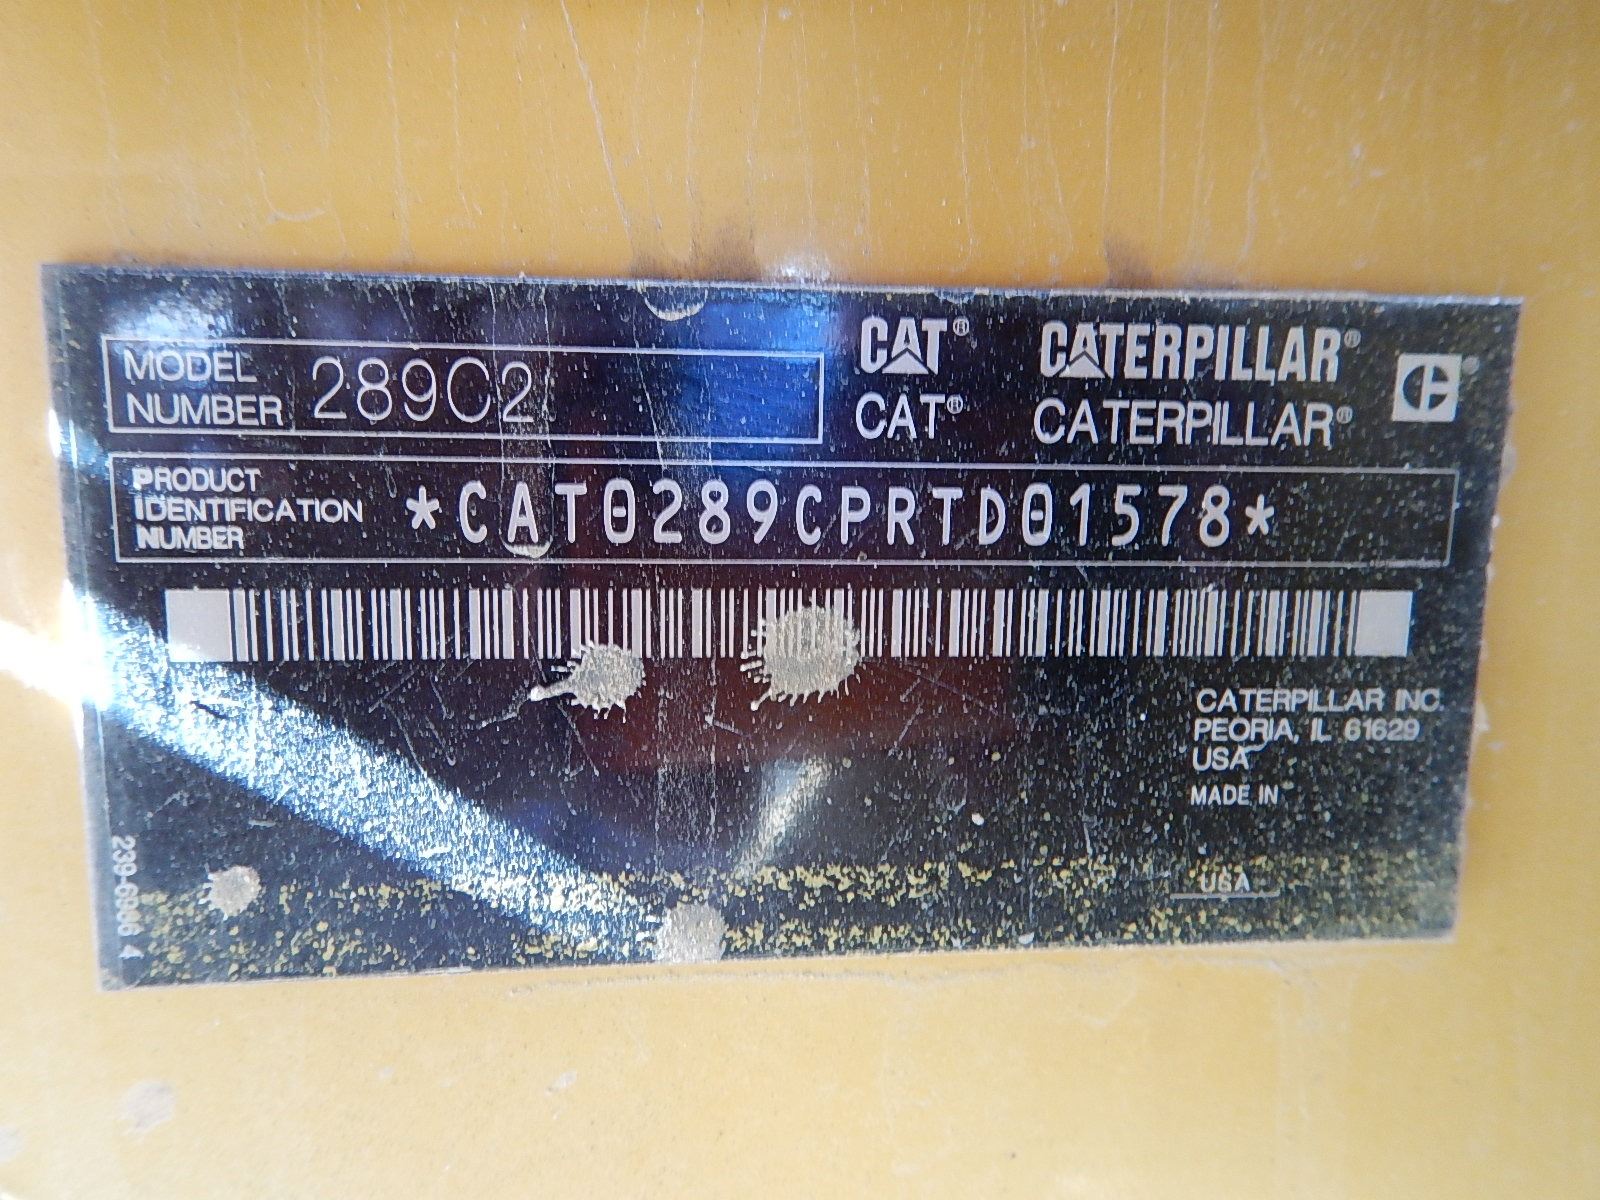 MODEL NUMBER 289C2
CAT® CATERPILLAR®
CAT® CATERPILLAR®
PRODUCT IDENTIFICATION NUMBER *CAT0289CPRTD01578*
CATERPILLAR INC.
PEORIA, IL 61629
USA
MADE IN
USA